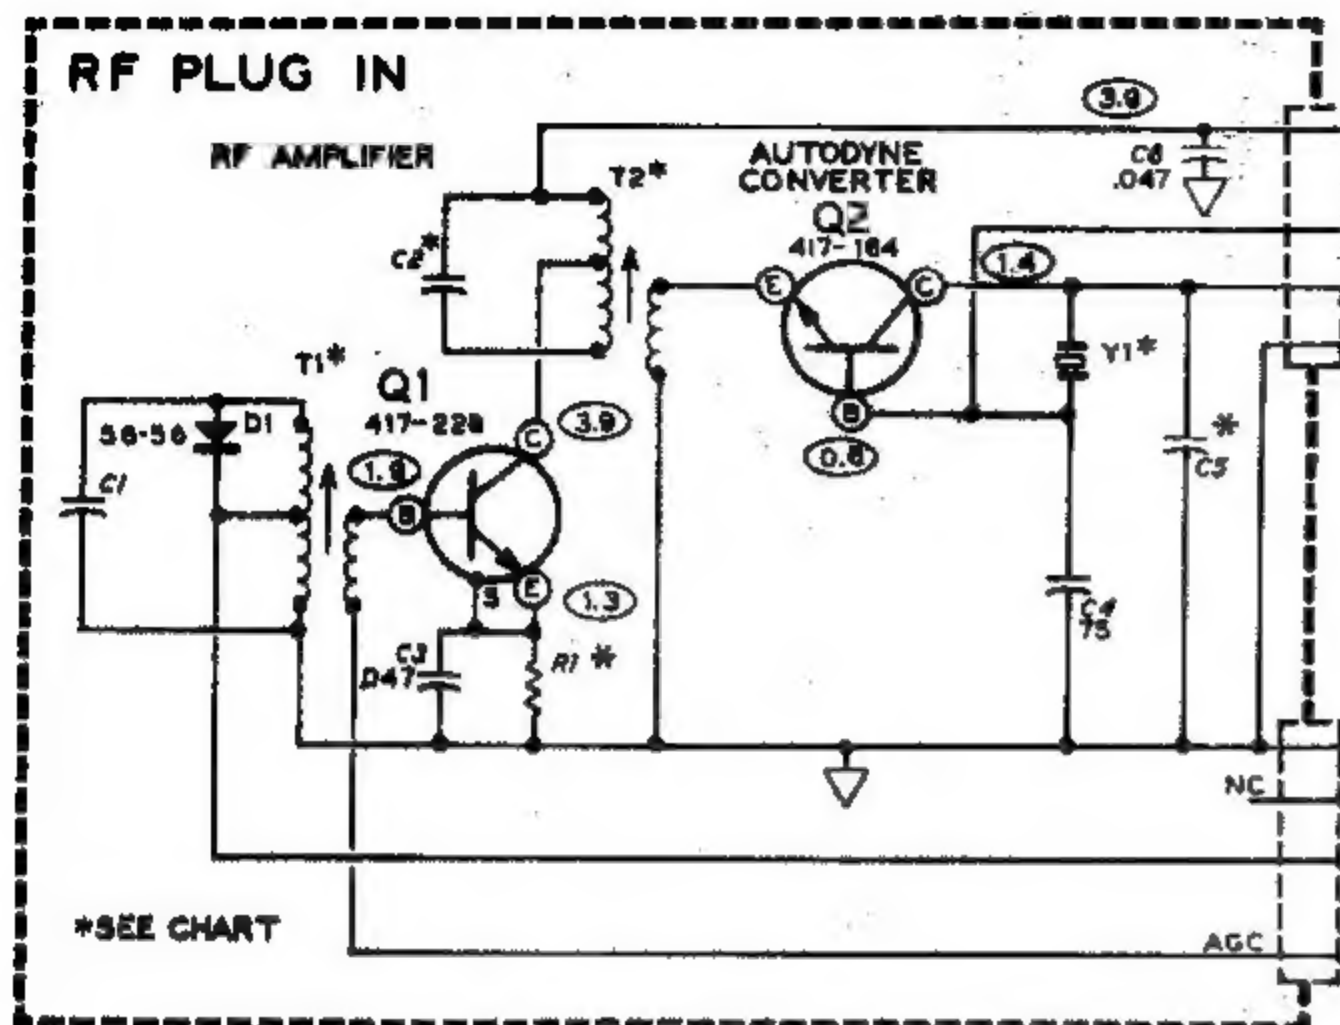 RF PLUG IN
3.9
RF AMPLIFIER
T2*
AUTODYNE
CONVERTER
Q2
417-184
C6
.047
C2*
E
C
1.4
T1*
Q1
Y1*
417-228
B
56-56
D1
C
3.9
0.6
*
C5
C1
1.9
B
S
E
1.3
C4
75
C3
.047
R1*
NC
*SEE CHART
AGC